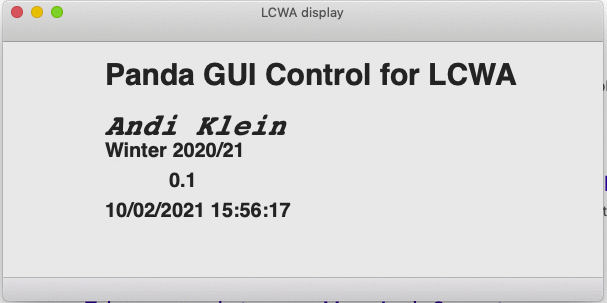 LCWA display
Panda GUI Control for LCWA
Andi Klein
Winter 2020/21
0.1
10/02/2021 15:56:17